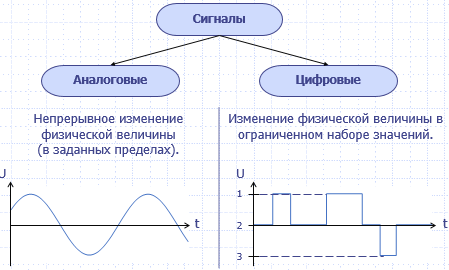 Сигналы
Аналоговые
Цифровые
Непрерывное изменение
физической величины
(в заданных пределах).
Изменение физической величины в
ограниченном наборе значений.
U
t
U
1
2
3
t